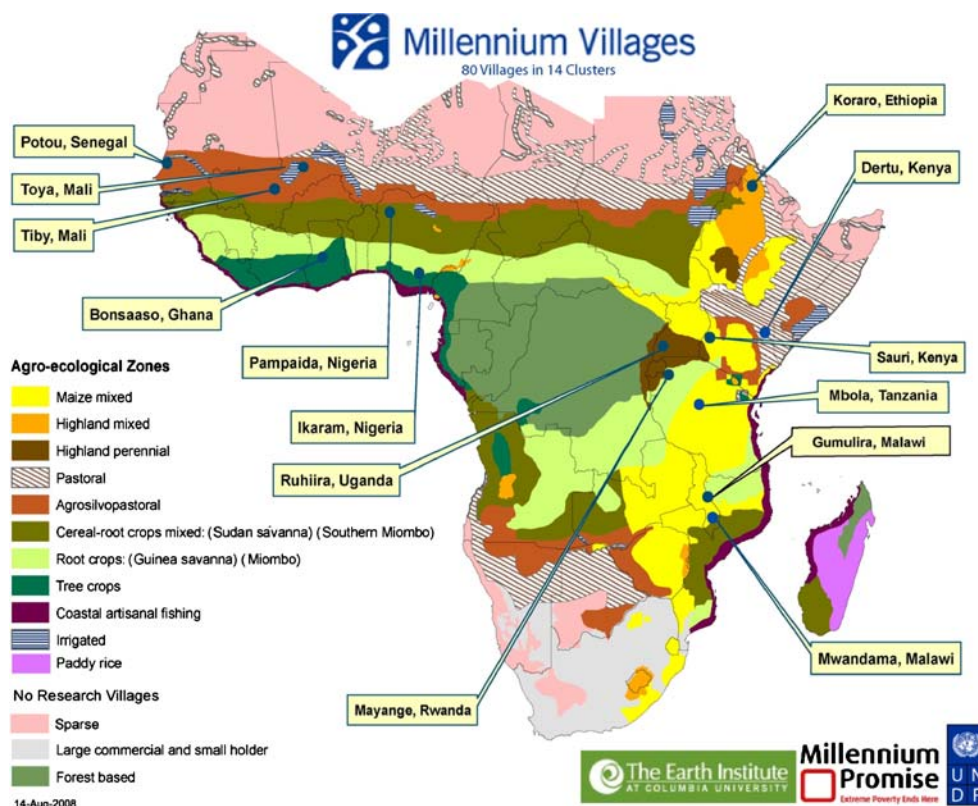 Millennium Villages
80 Villages in 14 Clusters
Koraro, Ethiopia
Potou, Senegal
Dertu, Kenya
Toya, Mali
Tiby, Mali
Bonsaaso, Ghana
Pampaida, Nigeria
Sauri, Kenya
Mbola, Tanzania
Ikaram, Nigeria
Gumulira, Malawi
Ruhiira, Uganda
Mwandama, Malawi
Mayange, Rwanda
Agro-ecological Zones
Maize mixed
Highland mixed
Highland perennial
Pastoral
Agrosilvopastoral
Cereal-root crops mixed: (Sudan savanna) (Southern Miombo)
Root crops: (Guinea savanna) (Miombo)
Tree crops
Coastal artisanal fishing
Irrigated
Paddy rice
No Research Villages
Sparse
Large commercial and small holder
Forest based
14-Aug-2008
The Earth Institute
AT COLUMBIA UNIVERSITY
Millennium
Promise
Extreme Poverty Ends Here
U N
D P